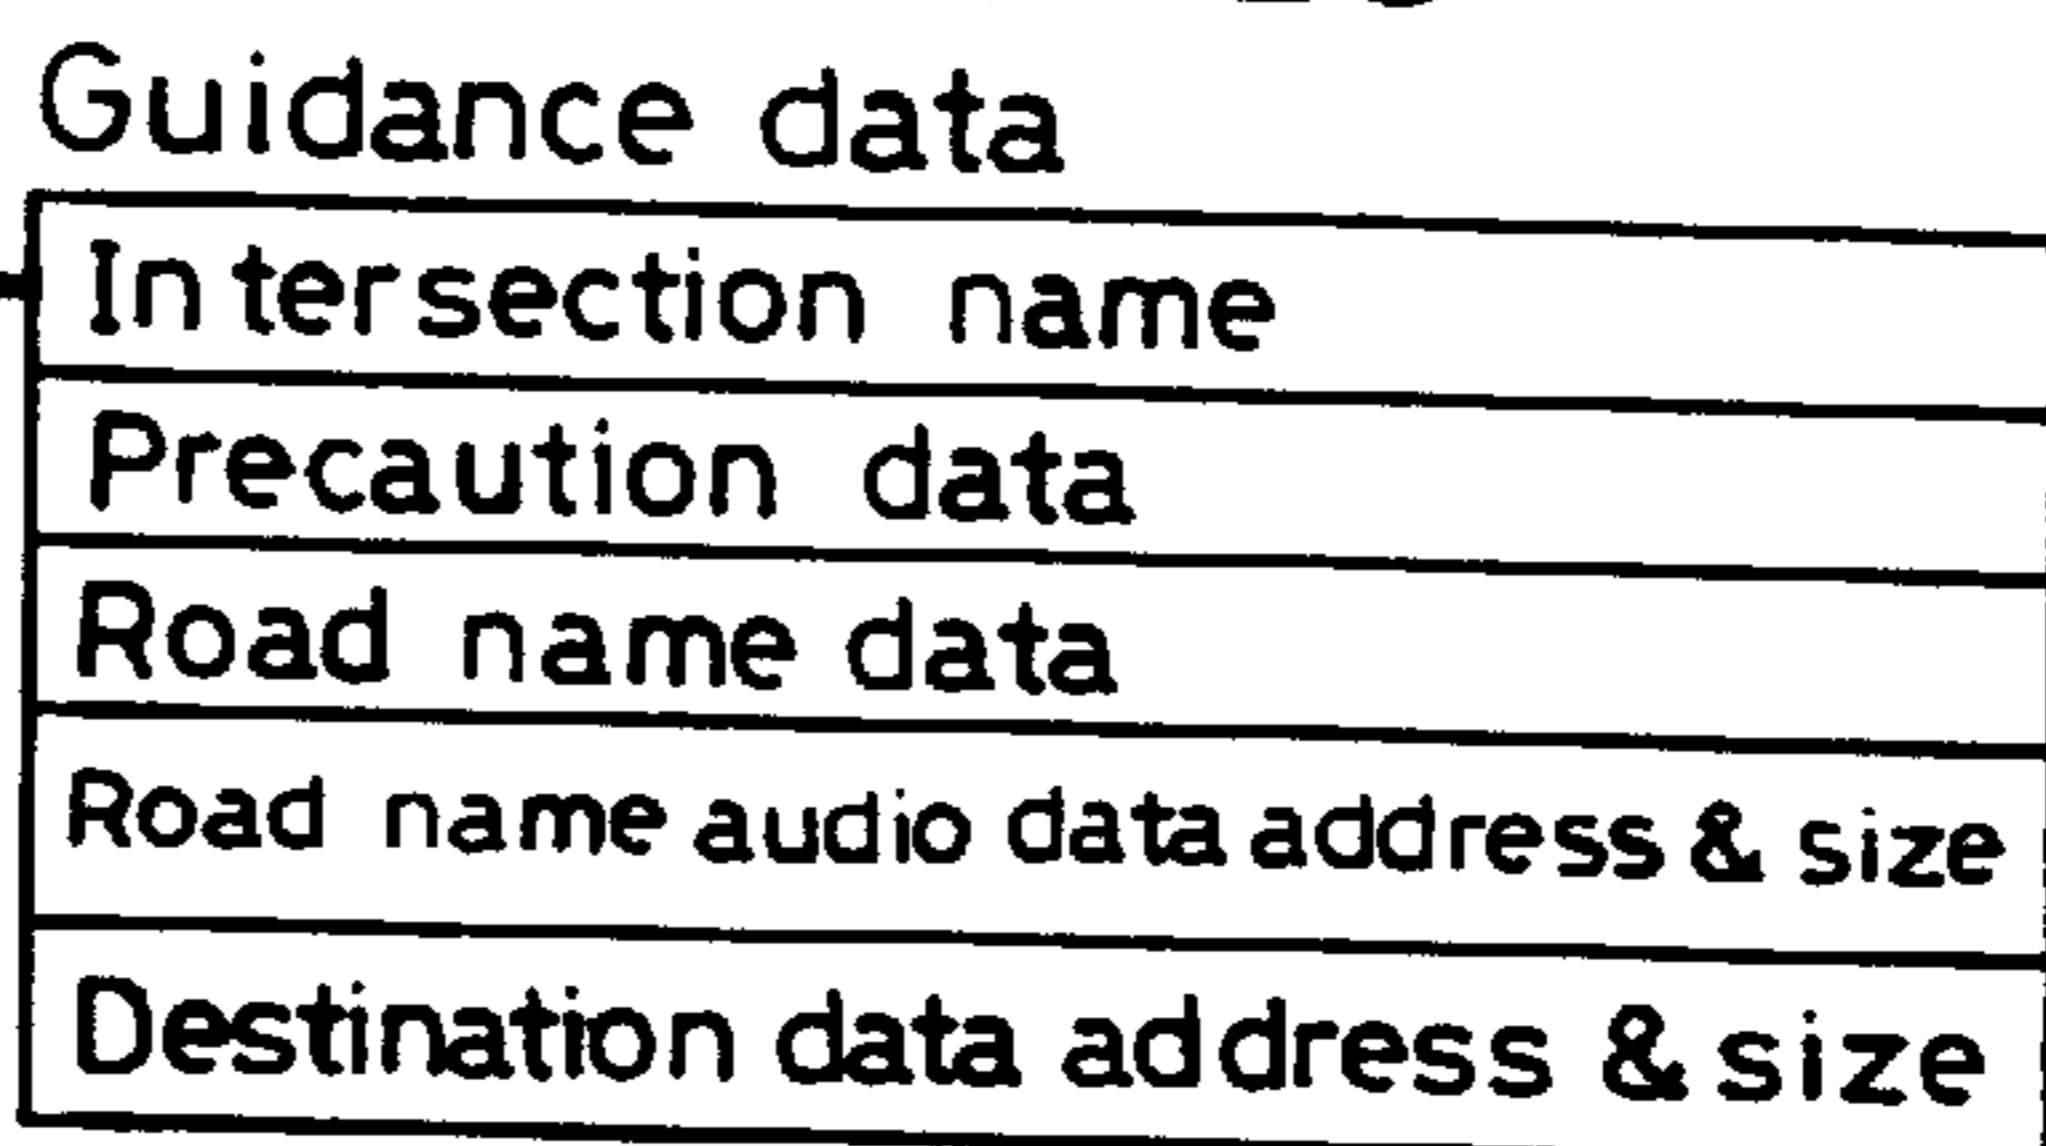 Guidance data
Intersection name
Precaution data
Road name data
Road name audio data address & size
Destination data address & size